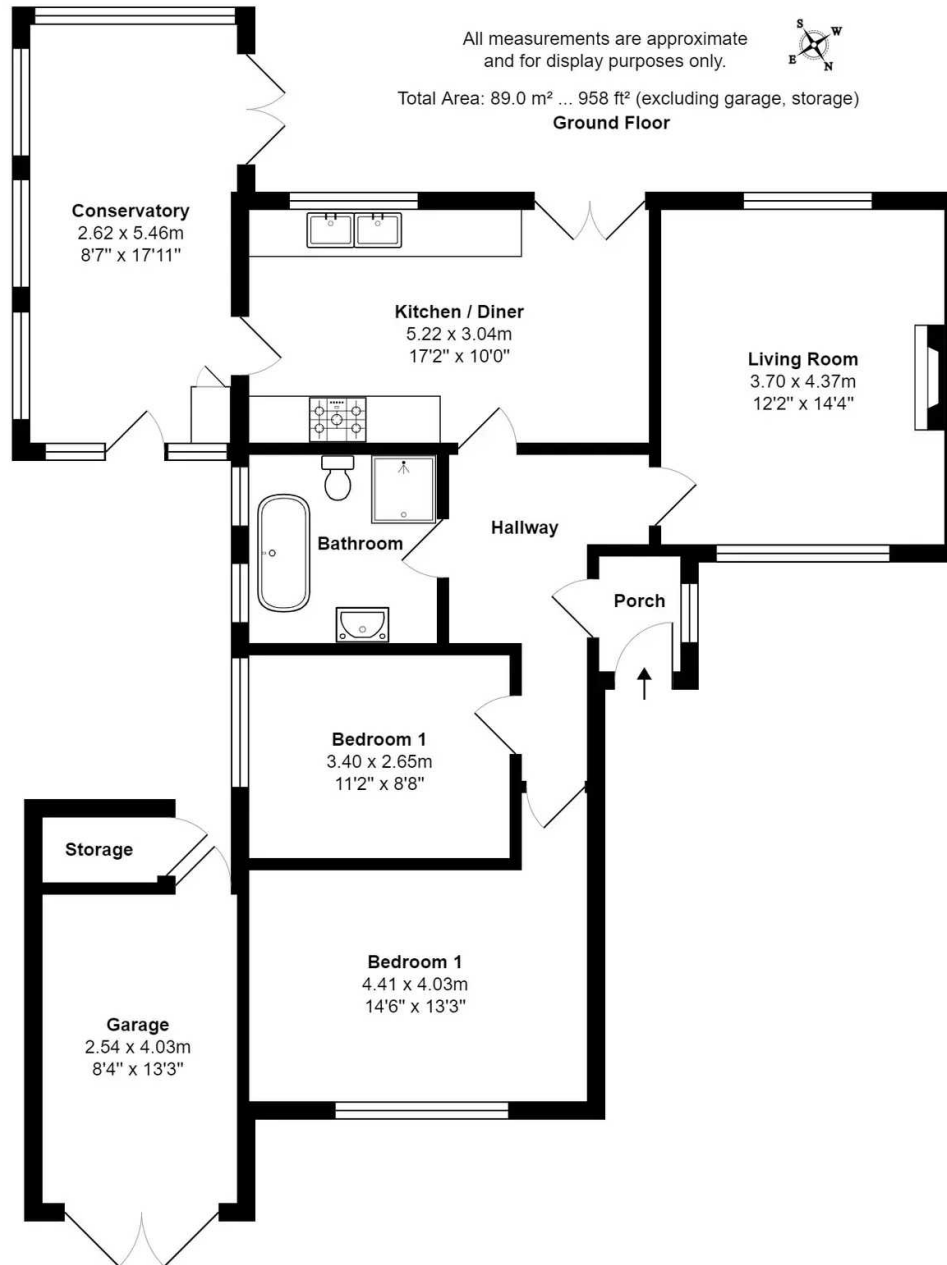 All measurements are approximate
and for display purposes only.
S
W
E
N
Total Area: 89.0 m² ... 958 ft² (excluding garage, storage)
Ground Floor
Conservatory
2.62 x 5.46m
8'7" x 17'11"
Kitchen / Diner
5.22 x 3.04m
17'2" x 10'0"
Living Room
3.70 x 4.37m
12'2" x 14'4"
Hallway
Bathroom
Porch
Bedroom 1
3.40 x 2.65m
11'2" x 8'8"
Storage
Bedroom 1
4.41 x 4.03m
14'6" x 13'3"
Garage
2.54 x 4.03m
8'4" x 13'3"